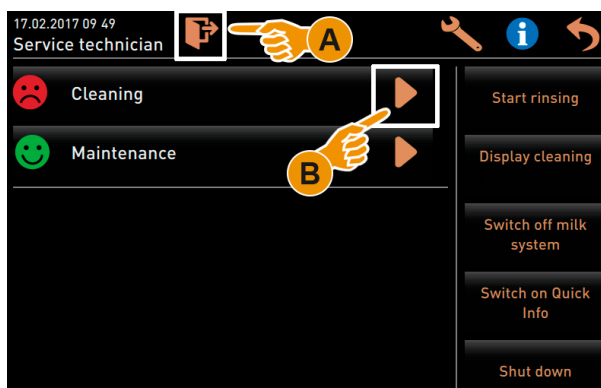 17.02.2017 09 49
Service technician
A
i
Cleaning
Start rinsing
Maintenance
Display cleaning
B
Switch off milk
system
Switch on Quick
Info
Shut down